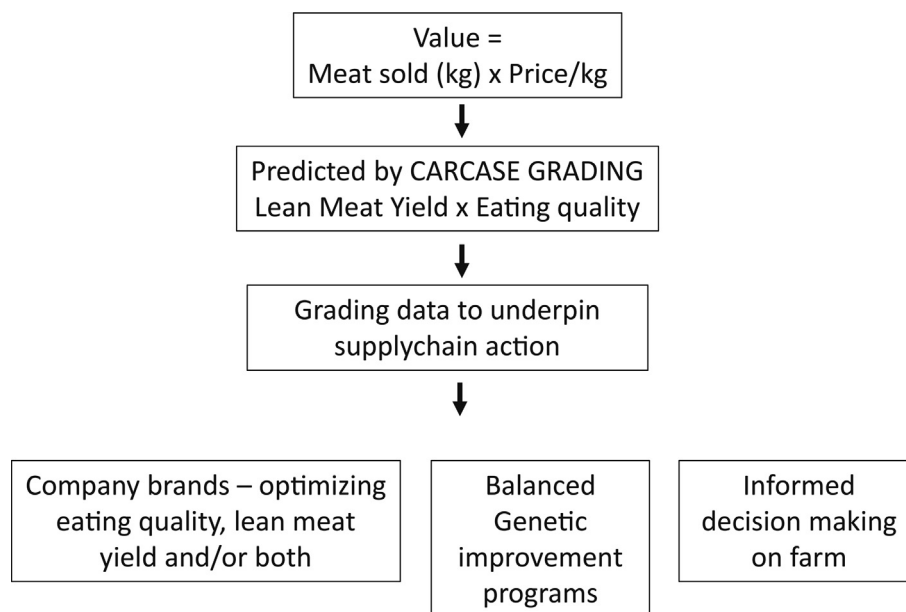 Value =
Meat sold (kg) x Price/kg
Predicted by CARCASE GRADING
Lean Meat Yield x Eating quality
Grading data to underpin
supplychain action
Company brands – optimizing
eating quality, lean meat
yield and/or both
Balanced
Genetic
improvement
programs
Informed
decision making
on farm